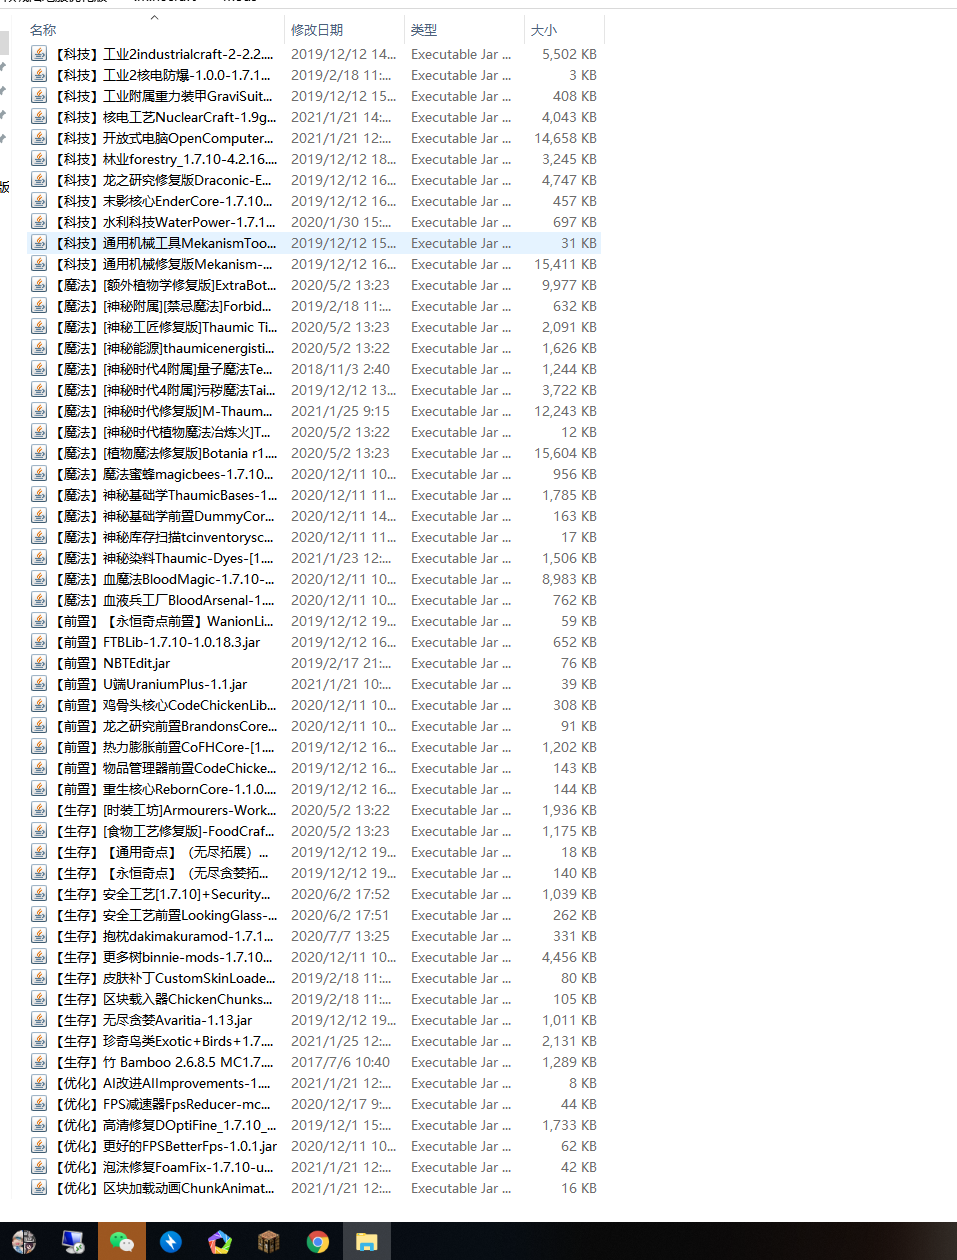 名称 修改日期 类型 大小
【科技】工业2industrialcraft-2-2.2.... 2019/12/12 14... Executable Jar ... 5,502 KB
【科技】工业2核电防爆-1.0.0-1.7.1... 2019/2/18 11:... Executable Jar ... 3 KB
【科技】工业附属重力装甲GraviSuit... 2019/12/12 15... Executable Jar ... 408 KB
【科技】核电工艺NuclearCraft-1.9g... 2021/1/21 14:... Executable Jar ... 4,043 KB
【科技】开放式电脑OpenComputer... 2021/1/21 12:... Executable Jar ... 14,658 KB
【科技】林业forestry_1.7.10-4.2.16.... 2019/12/12 18... Executable Jar ... 3,245 KB
【科技】龙之研究修复版Draconic-E... 2019/12/12 16... Executable Jar ... 4,747 KB
【科技】末影核心EnderCore-1.7.10... 2019/12/12 16... Executable Jar ... 457 KB
【科技】水利科技WaterPower-1.7.1... 2020/1/30 15:... Executable Jar ... 697 KB
【科技】通用机械工具MekanismToo... 2019/12/12 15... Executable Jar ... 31 KB
【科技】通用机械修复版Mekanism-... 2019/12/12 16... Executable Jar ... 15,411 KB
【魔法】[额外植物学修复版]ExtraBot... 2020/5/2 13:23 Executable Jar ... 9,977 KB
【魔法】[神秘附属][禁忌魔法]Forbid... 2019/2/18 11:... Executable Jar ... 632 KB
【魔法】[神秘工匠修复版]Thaumic Ti... 2020/5/2 13:23 Executable Jar ... 2,091 KB
【魔法】[神秘能源]thaumicenergisti... 2020/5/2 13:22 Executable Jar ... 1,626 KB
【魔法】[神秘时代4附属]量子魔法Te... 2018/11/3 2:40 Executable Jar ... 1,244 KB
【魔法】[神秘时代4附属]污秽魔法Tai... 2019/12/12 13... Executable Jar ... 3,722 KB
【魔法】[神秘时代修复版]M-Thaum... 2021/1/25 9:15 Executable Jar ... 12,243 KB
【魔法】[神秘时代植物魔法冶炼火]T... 2020/5/2 13:22 Executable Jar ... 12 KB
【魔法】[植物魔法修复版]Botania r1.... 2020/5/2 13:23 Executable Jar ... 15,604 KB
【魔法】魔法蜜蜂magicbees-1.7.10... 2020/12/11 10... Executable Jar ... 956 KB
【魔法】神秘基础学ThaumicBases-1... 2020/12/11 11... Executable Jar ... 1,785 KB
【魔法】神秘基础学前置DummyCor... 2020/12/11 14... Executable Jar ... 163 KB
【魔法】神秘库存扫描tcinventorysc... 2020/12/11 11... Executable Jar ... 17 KB
【魔法】神秘染料Thaumic-Dyes-[1.... 2021/1/23 12:... Executable Jar ... 1,506 KB
【魔法】血魔法BloodMagic-1.7.10-... 2020/12/11 10... Executable Jar ... 8,983 KB
【魔法】血液兵工厂BloodArsenal-1.... 2020/12/11 10... Executable Jar ... 762 KB
【前置】【永恒奇点前置】WanionLi... 2019/12/12 19... Executable Jar ... 59 KB
【前置】FTBLib-1.7.10-1.0.18.3.jar 2019/12/12 16... Executable Jar ... 652 KB
【前置】NBTEdit.jar 2019/2/17 21:... Executable Jar ... 76 KB
【前置】U端UraniumPlus-1.1.jar 2021/1/21 10:... Executable Jar ... 39 KB
【前置】鸡骨头核心CodeChickenLib... 2020/12/11 10... Executable Jar ... 308 KB
【前置】龙之研究前置BrandonsCore... 2020/12/11 10... Executable Jar ... 91 KB
【前置】热力膨胀前置CoFHCore-[1.... 2019/12/12 16... Executable Jar ... 1,202 KB
【前置】物品管理器前置CodeChicke... 2019/12/12 16... Executable Jar ... 143 KB
【前置】重生核心RebornCore-1.1.0.... 2019/12/12 16... Executable Jar ... 144 KB
【生存】[时装工坊]Armourers-Work... 2020/5/2 13:22 Executable Jar ... 1,936 KB
【生存】[食物工艺修复版]-FoodCraf... 2020/5/2 13:23 Executable Jar ... 1,175 KB
【生存】【通用奇点】（无尽拓展）... 2019/12/12 19... Executable Jar ... 18 KB
【生存】【永恒奇点】（无尽贪婪拓... 2019/12/12 19... Executable Jar ... 140 KB
【生存】安全工艺[1.7.10]+Security... 2020/6/2 17:52 Executable Jar ... 1,039 KB
【生存】安全工艺前置LookingGlass-... 2020/6/2 17:51 Executable Jar ... 262 KB
【生存】抱枕dakimakuramod-1.7.1... 2020/7/7 13:25 Executable Jar ... 331 KB
【生存】更多树binnie-mods-1.7.10... 2020/12/11 10... Executable Jar ... 4,456 KB
【生存】皮肤补丁CustomSkinLoade... 2019/2/18 11:... Executable Jar ... 80 KB
【生存】区块载入器ChickenChunks... 2019/2/18 11:... Executable Jar ... 105 KB
【生存】无尽贪婪Avaritia-1.13.jar 2019/12/12 19... Executable Jar ... 1,011 KB
【生存】珍奇鸟类Exotic+Birds+1.7.... 2021/1/25 12:... Executable Jar ... 2,131 KB
【生存】竹 Bamboo 2.6.8.5 MC1.7.... 2017/7/6 10:40 Executable Jar ... 1,289 KB
【优化】AI改进AIImprovements-1.... 2021/1/21 12:... Executable Jar ... 8 KB
【优化】FPS减速器FpsReducer-mc... 2020/12/17 9:... Executable Jar ... 44 KB
【优化】高清修复DOptiFine_1.7.10_... 2019/12/1 15:... Executable Jar ... 1,733 KB
【优化】更好的FPSBetterFps-1.0.1.jar 2020/12/11 10... Executable Jar ... 62 KB
【优化】泡沫修复FoamFix-1.7.10-u... 2021/1/21 12:... Executable Jar ... 42 KB
【优化】区块加载动画ChunkAnimat... 2021/1/21 12:... Executable Jar ... 16 KB